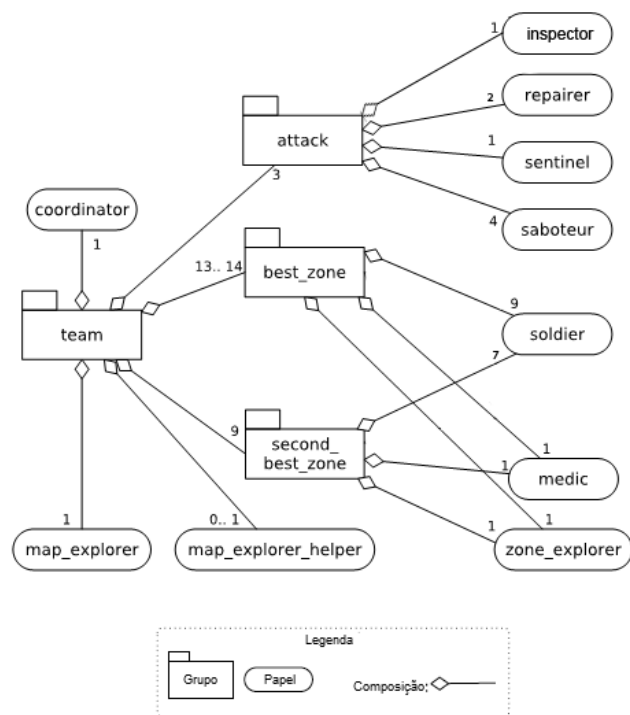 1
inspector
2
repairer
attack
1
sentinel
3
4
saboteur
coordinator
1
13.. 14
best_zone
9
team
soldier
7
9
second_
best_zone
1
1
medic
1
0.. 1
1
1
map_explorer
map_explorer_helper
zone_explorer
Legenda
Grupo
Papel
Composição: